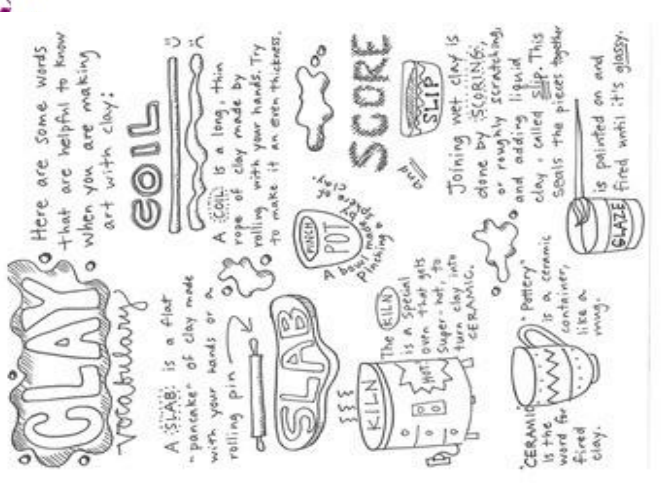 CLAY
Vocabulary
Here are some words
that are helpful to know
when you are making
art with clay:
A SLAB is a flat
"pancake" of clay made
with your hands or a
rolling pin
SLAB
COIL
A COIL is a long, thin
rope of clay made by
rolling with your hands. Try
to make it an even thickness.
PINCH
POT
A bowl made by
pinching a
sphere of
clay.
KILN
HOT!
The KILN
is a special
oven that gets
super-hot, to
turn clay into
CERAMIC.
SCORE
and
SLIP
Joining wet clay is
done by SCORING,
or roughly scratching,
and adding liquid
clay, called slip. This
seals the pieces together
"CERAMIC"
is the
word for
fired
clay.
"Pottery"
is a ceramic
container,
like a
mug.
GLAZE
is painted on and
fired until it's glassy.